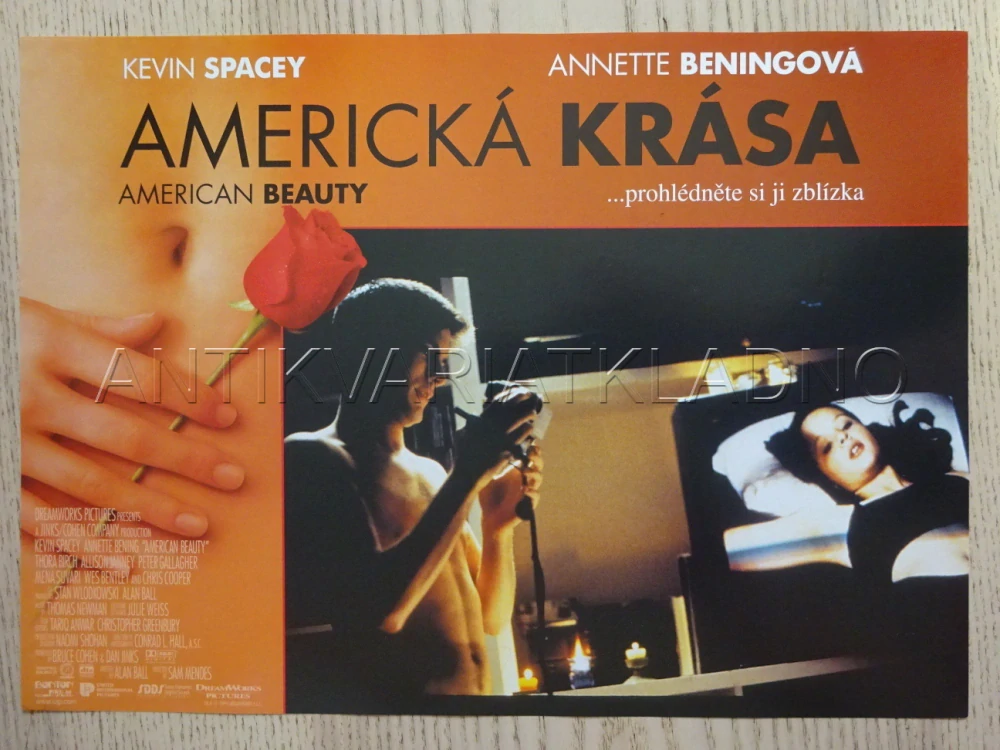 KEVIN SPACEY
ANNETTE BENINGOVÁ
AMERICKÁ KRÁSA
AMERICAN BEAUTY
...prohlédněte si ji zblízka
ANTIKVARIATKLADNO
DREAMWORKS PICTURES PRESENTS
A JINKS/COHEN COMPANY PRODUCTION
KEVIN SPACEY ANNETTE BENING "AMERICAN BEAUTY"
THORA BIRCH ALLISON JANNEY PETER GALLAGHER
MENA SUVARI WES BENTLEY AND CHRIS COOPER
STAN WLODKOWSKI ALAN BALL
THOMAS NEWMAN JULIE WEISS
TARIQ ANWAR CHRISTOPHER GREENBURY
NAOMI SHOHAN CONRAD L. HALL, A.S.C.
BRUCE COHEN & DAN JINKS
ALAN BALL SAM MENDES
SDDS DREAMWORKS
PICTURES